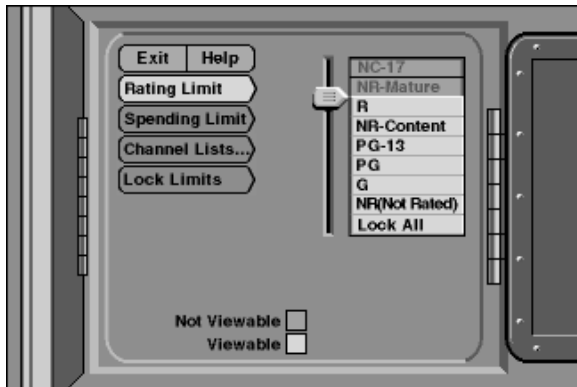 Exit Help
Rating Limit
Spending Limit
Channel Lists...
Lock Limits
NC-17
NR-Mature
R
NR-Content
PG-13
PG
G
NR(Not Rated)
Lock All
Not Viewable
Viewable